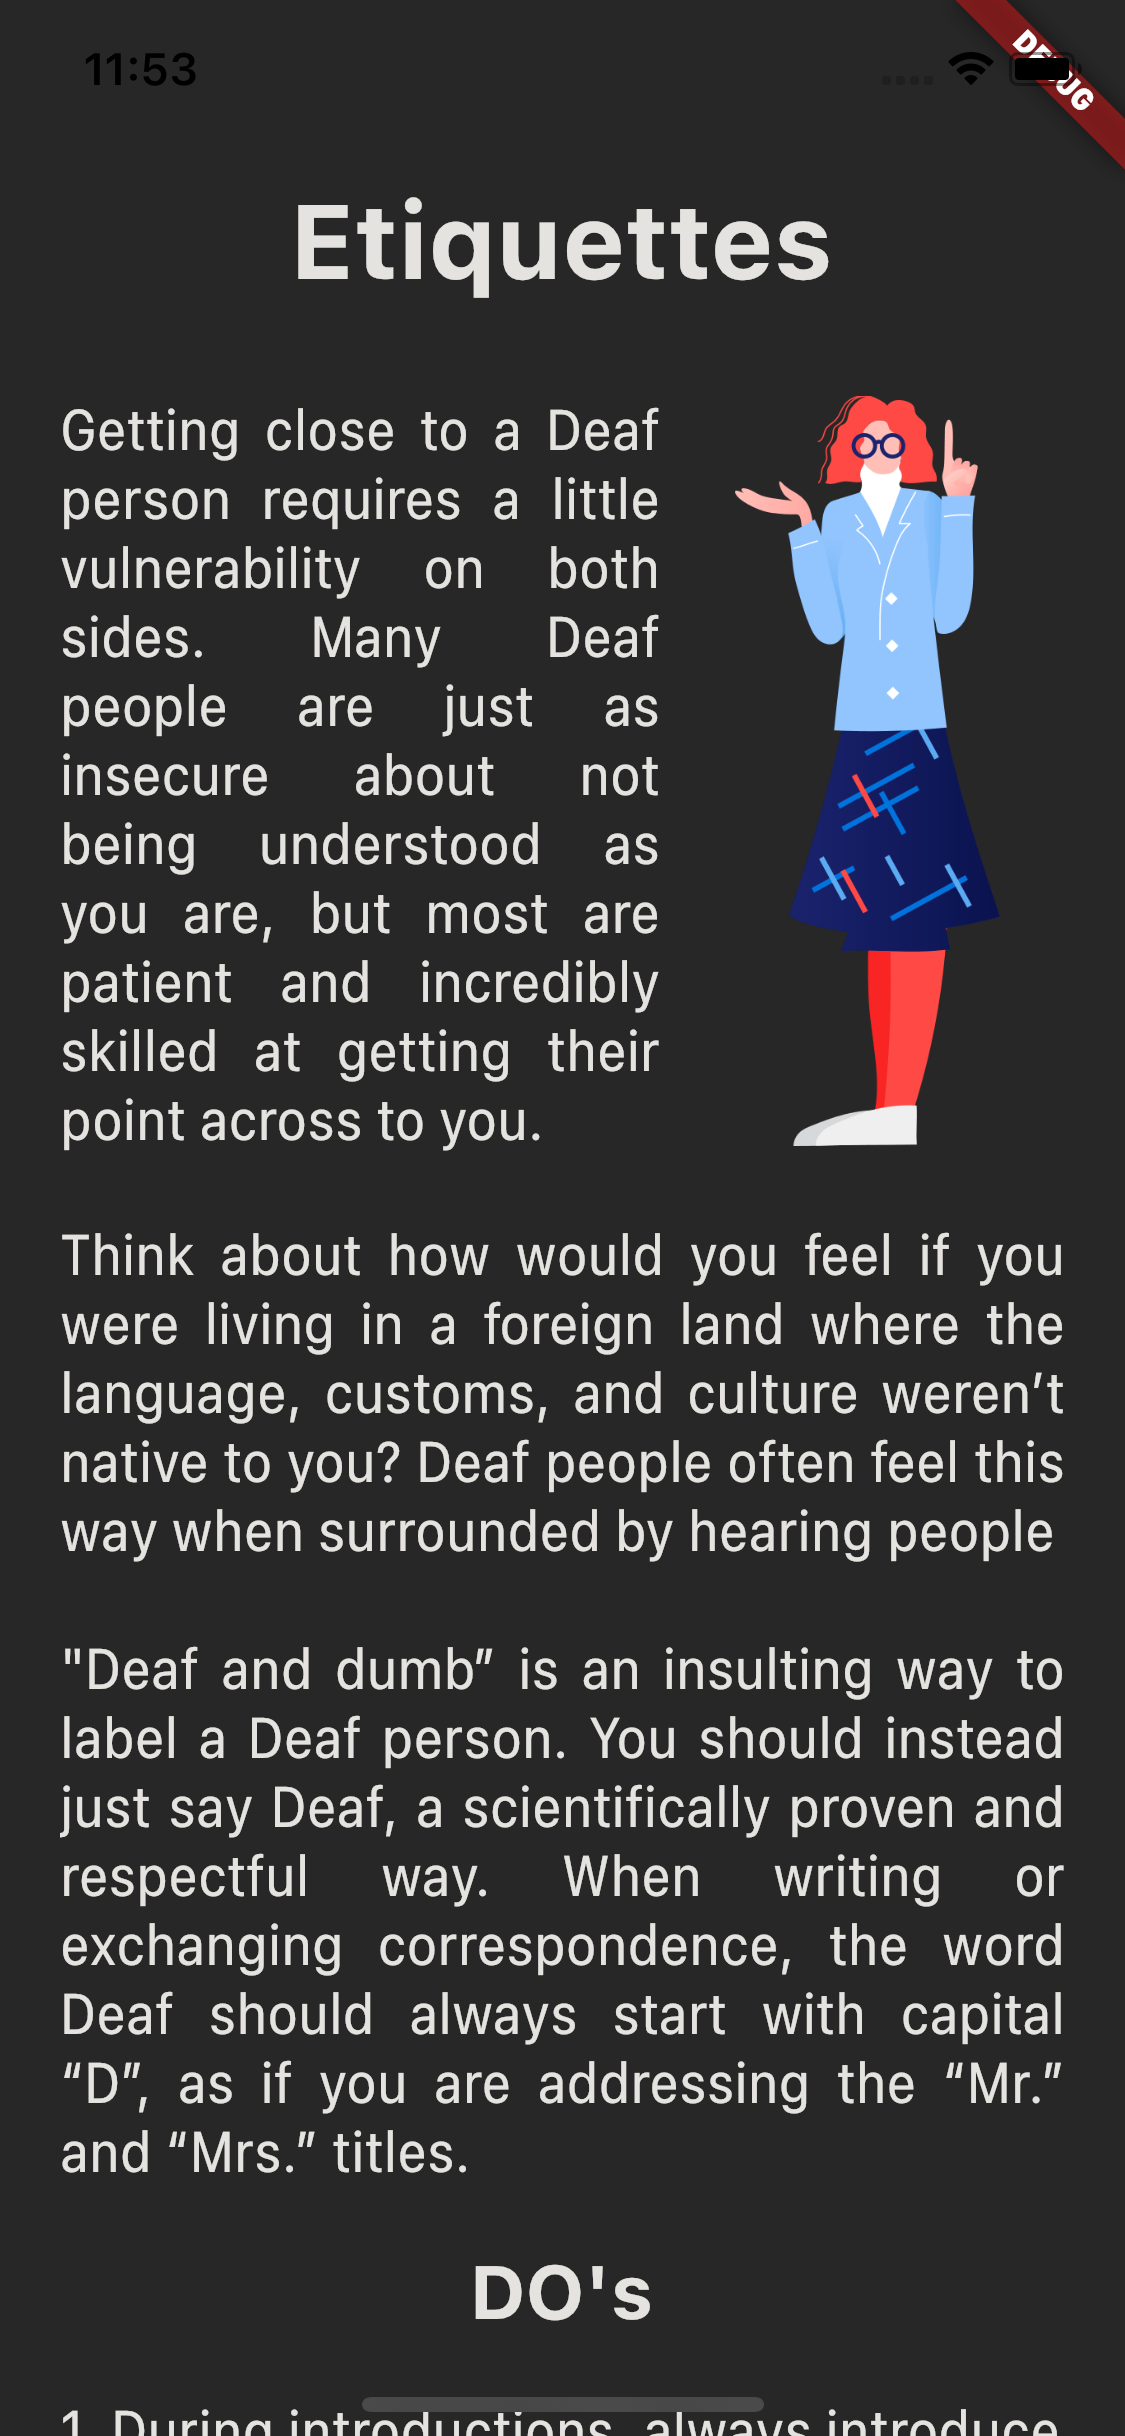 11:53
DEBUG
Etiquettes
Getting close to a Deaf
person requires a little
vulnerability on both
sides. Many Deaf
people are just as
insecure about not
being understood as
you are, but most are
patient and incredibly
skilled at getting their
point across to you.
Think about how would you feel if you
were living in a foreign land where the
language, customs, and culture weren’t
native to you? Deaf people often feel this
way when surrounded by hearing people
"Deaf and dumb” is an insulting way to
label a Deaf person. You should instead
just say Deaf, a scientifically proven and
respectful way. When writing or
exchanging correspondence, the word
Deaf should always start with capital
“D”, as if you are addressing the “Mr.”
and “Mrs.” titles.
DO's
1. During introductions, always introduce